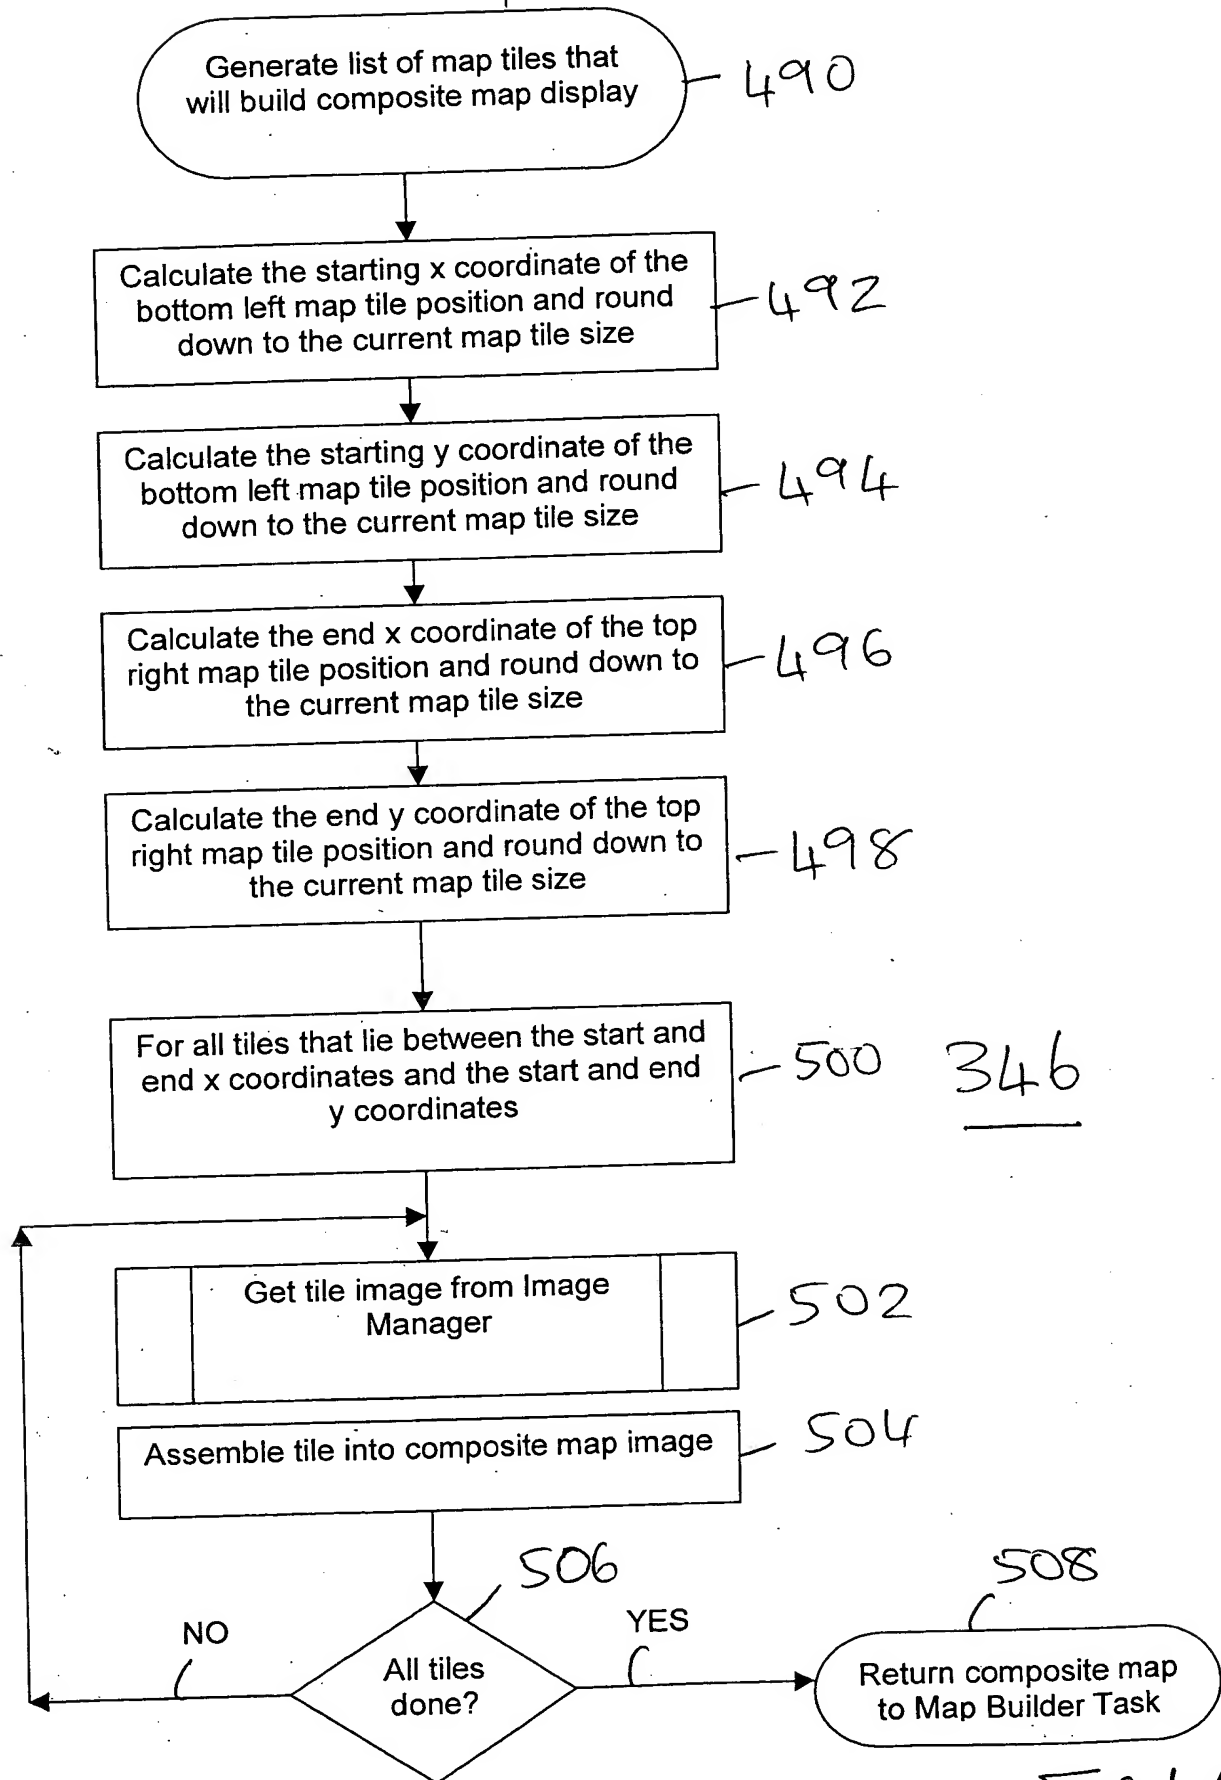 Generate list of map tiles that
will build composite map display
490
Calculate the starting x coordinate of the
bottom left map tile position and round
down to the current map tile size
492
Calculate the starting y coordinate of the
bottom left map tile position and round
down to the current map tile size
494
Calculate the end x coordinate of the top
right map tile position and round down to
the current map tile size
496
Calculate the end y coordinate of the top
right map tile position and round down to
the current map tile size
498
For all tiles that lie between the start and
end x coordinates and the start and end
y coordinates
500
346
Get tile image from Image
Manager
502
Assemble tile into composite map image
504
506
508
NO
YES
All tiles
done?
Return composite map
to Map Builder Task